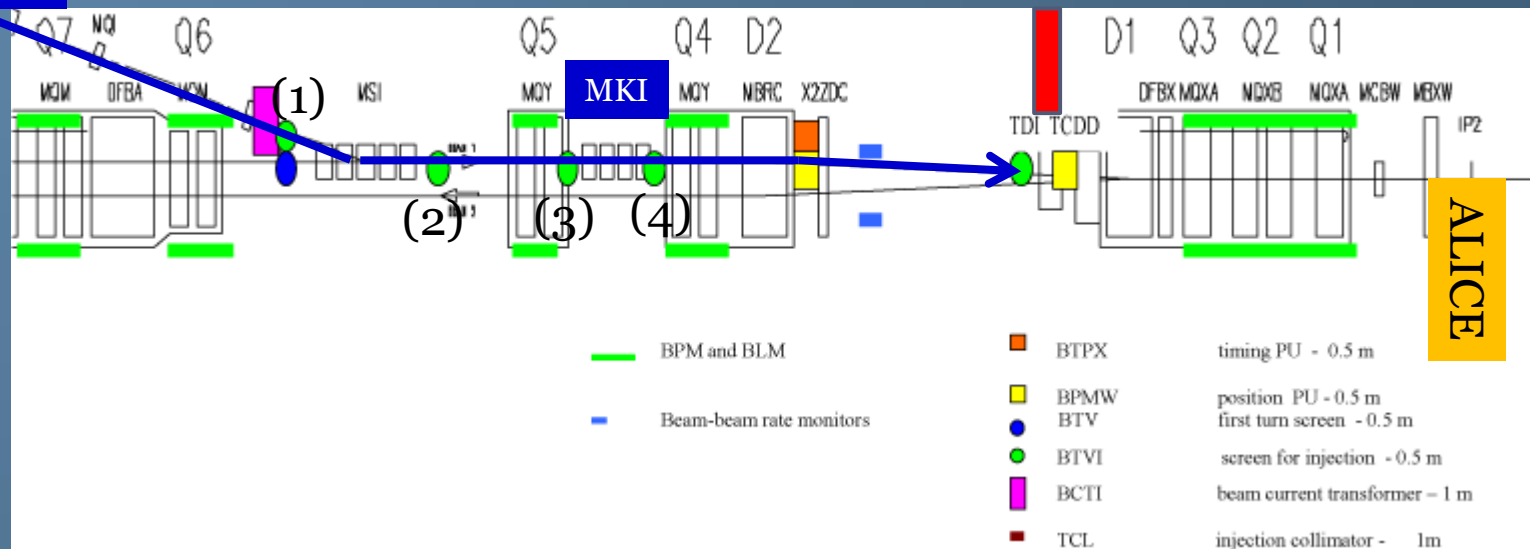 Q7 MQI Q6 Q5 Q4 D2 D1 Q3 Q2 Q1
MQM DFBA MQM MSI MQY MKI MQY MBRC X2ZDC DFBX MQXA MQXB MQXA MCBW MBXW
(1)
TDI TCDD IP2
(2) (3) (4)
ALICE
BPM and BLM
Beam-beam rate monitors
BTPX timing PU - 0.5 m
BPMW position PU - 0.5 m
BTV first turn screen - 0.5 m
BTVI screen for injection - 0.5 m
BCTI beam current transformer – 1 m
TCL injection collimator - 1m